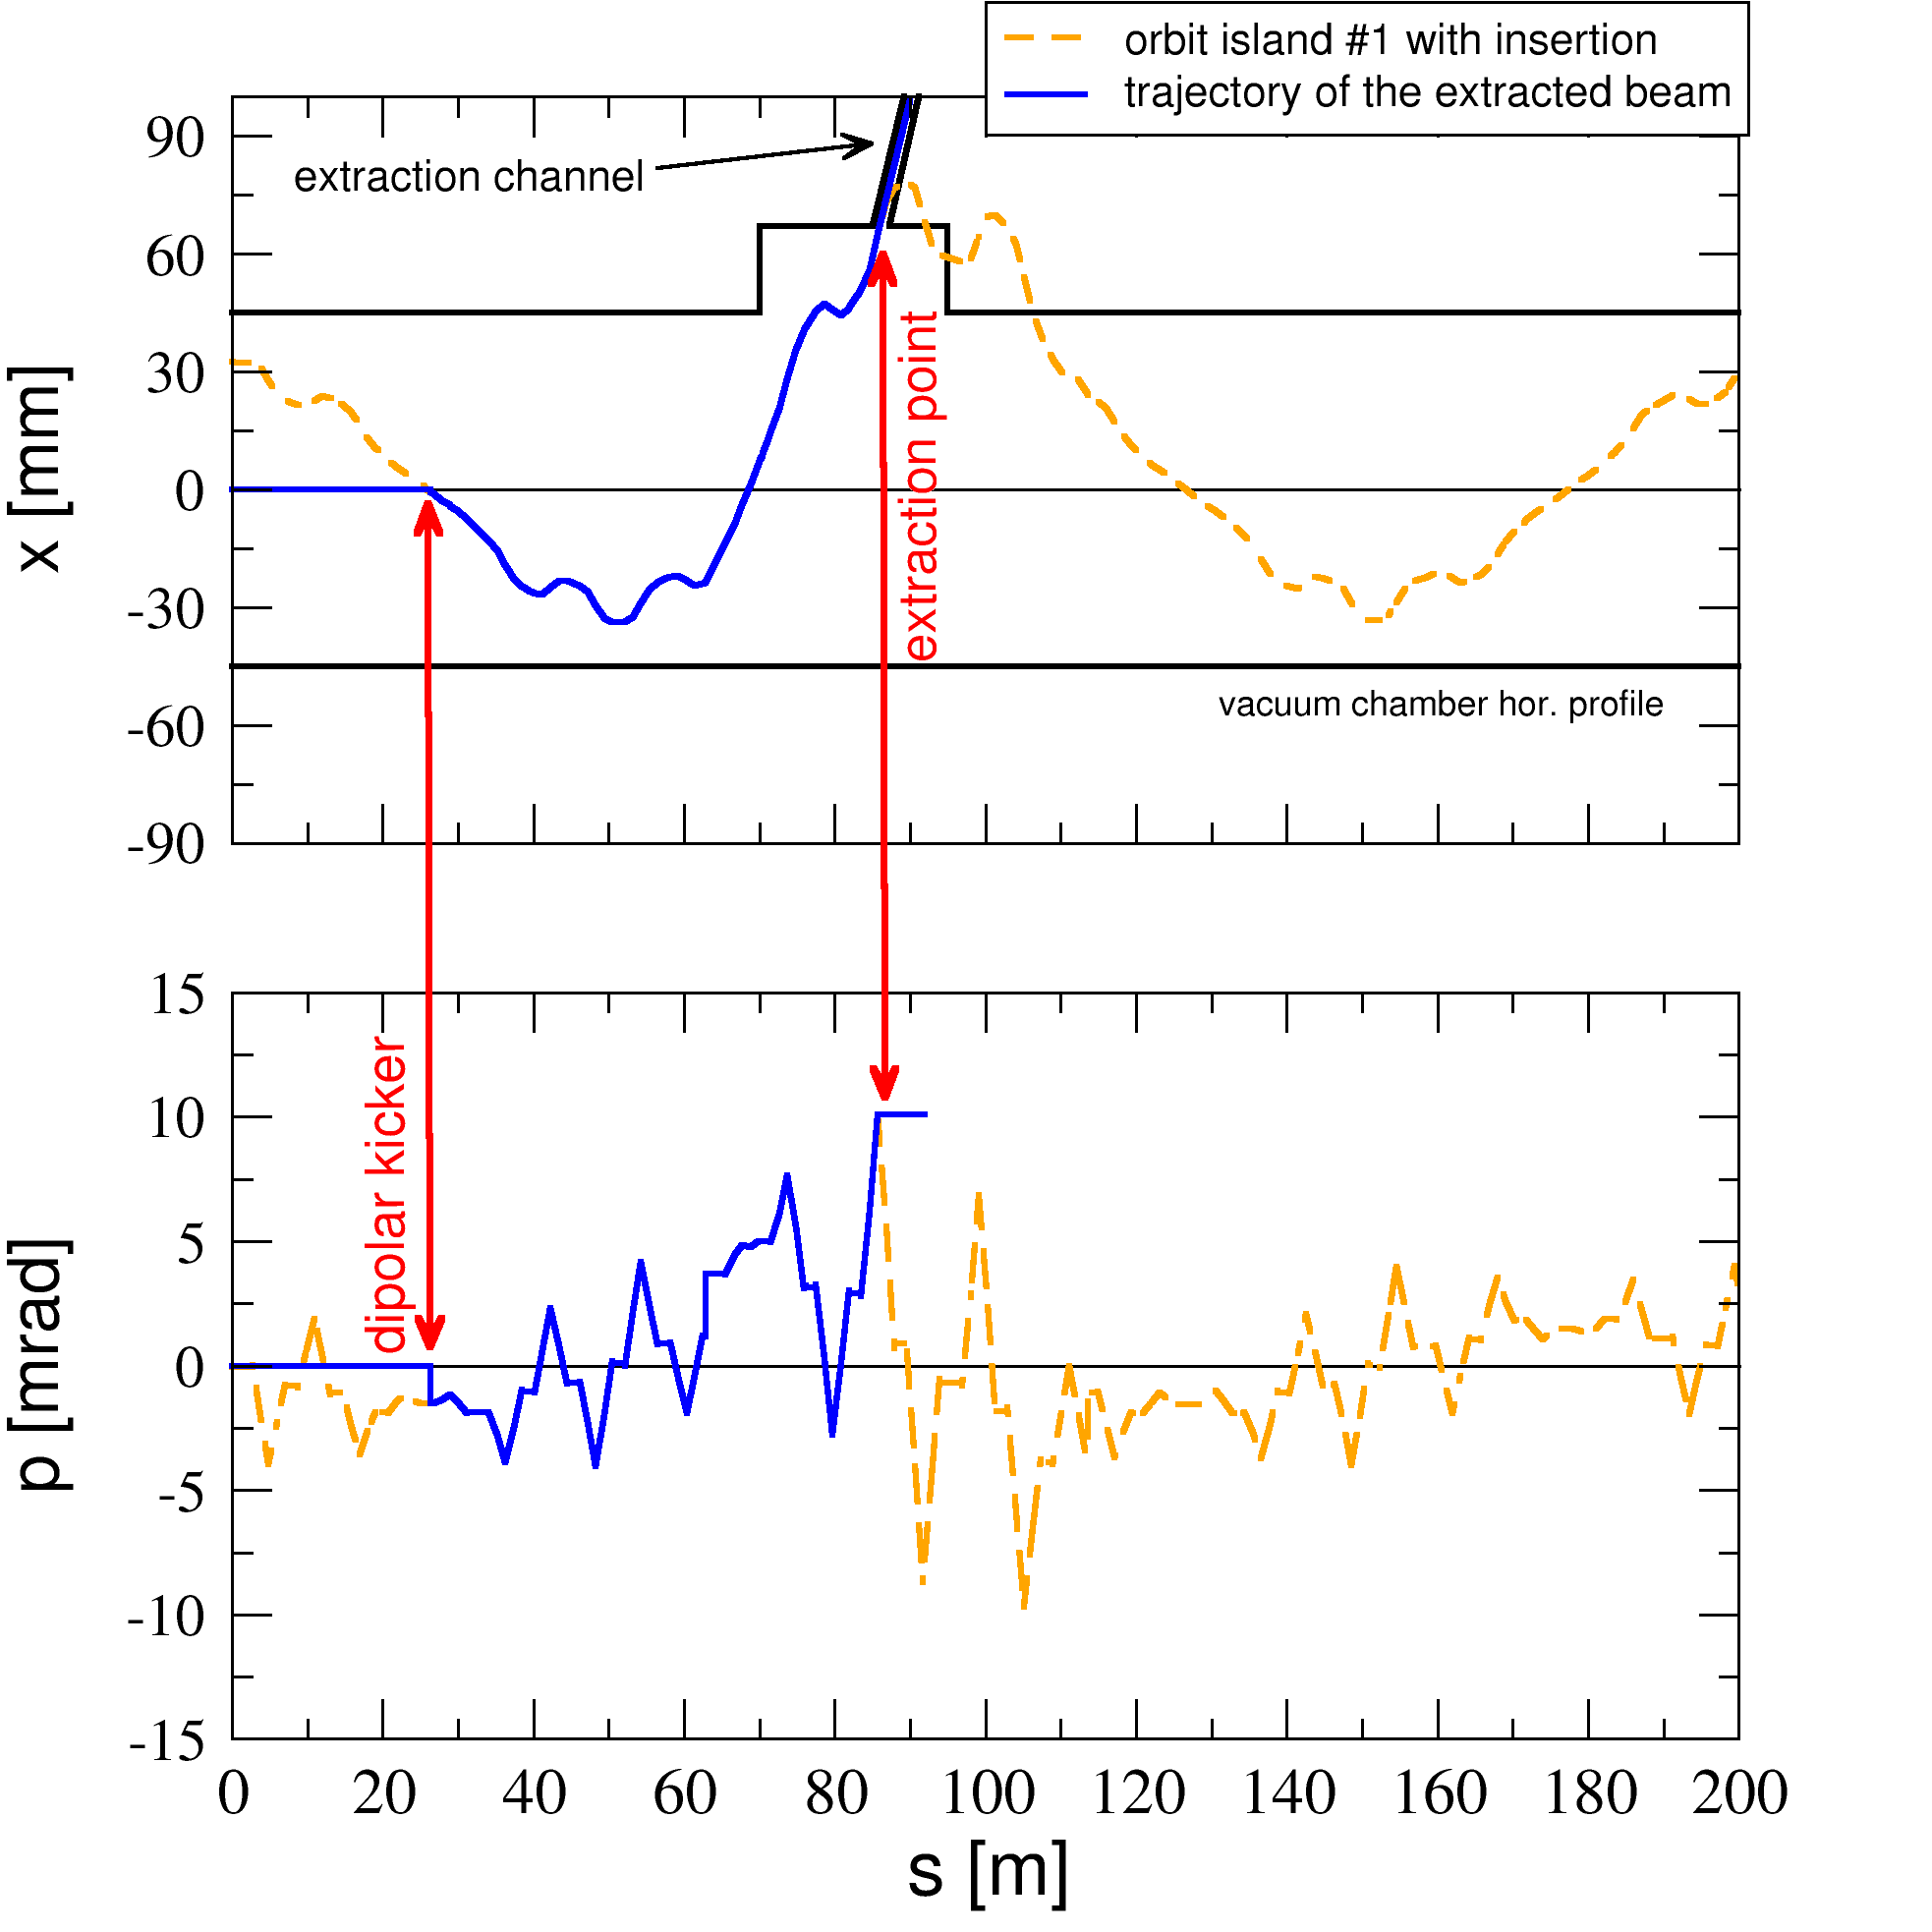 orbit island #1 with insertion
trajectory of the extracted beam
90
60
30
0
-30
-60
-90
x [mm]
extraction channel
extraction point
vacuum chamber hor. profile
15
10
5
0
-5
-10
-15
p [mrad]
dipolar kicker
0 20 40 60 80 100 120 140 160 180 200
s [m]